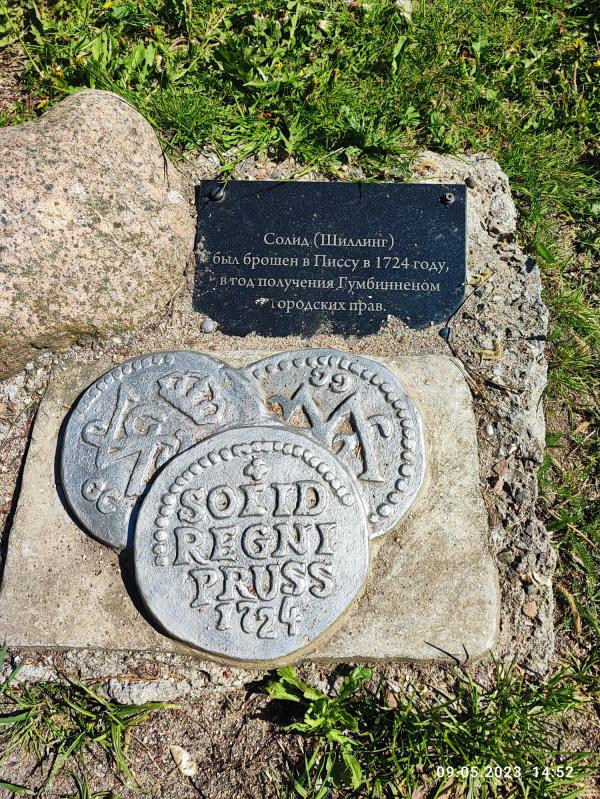 Солид (Шиллинг)
был брошен в Писсу в 1724 году,
в год получения Гумбинненом
городских прав.
SOLID
REGNI
PRUSS
1724
09.05.2023 14:52